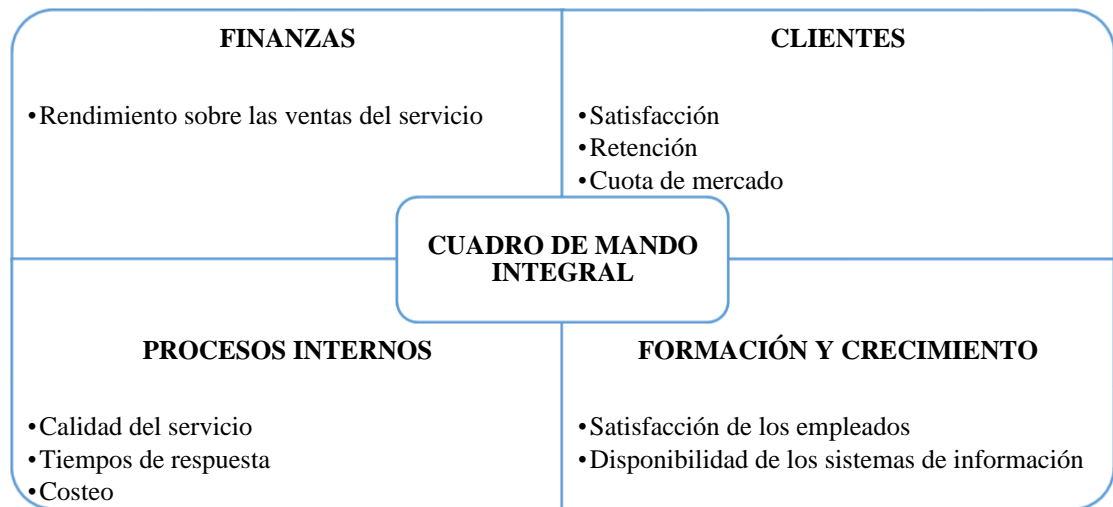 FINANZAS
•Rendimiento sobre las ventas del servicio
CLIENTES
•Satisfacción
•Retención
•Cuota de mercado
CUADRO DE MANDO
INTEGRAL
PROCESOS INTERNOS
•Calidad del servicio
•Tiempos de respuesta
•Costeo
FORMACIÓN Y CRECIMIENTO
•Satisfacción de los empleados
•Disponibilidad de los sistemas de información